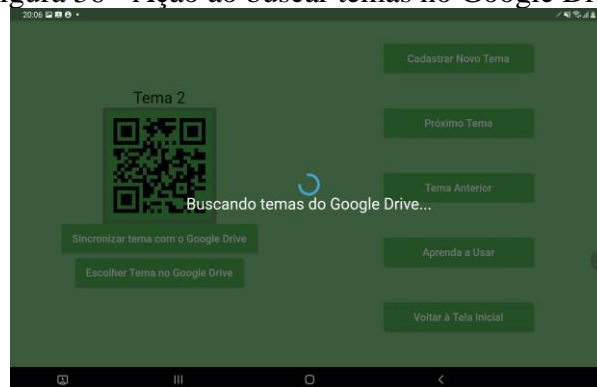 Figura 36 - Ação ao buscar temas no Google Dri
20:06
Cadastrar Novo Tema
Tema 2
Próximo Tema
Tema Anterior
Buscando temas do Google Drive...
Sincronizar tema com o Google Drive
Aprenda a Usar
Escolher Tema no Google Drive
Voltar à Tela Inicial